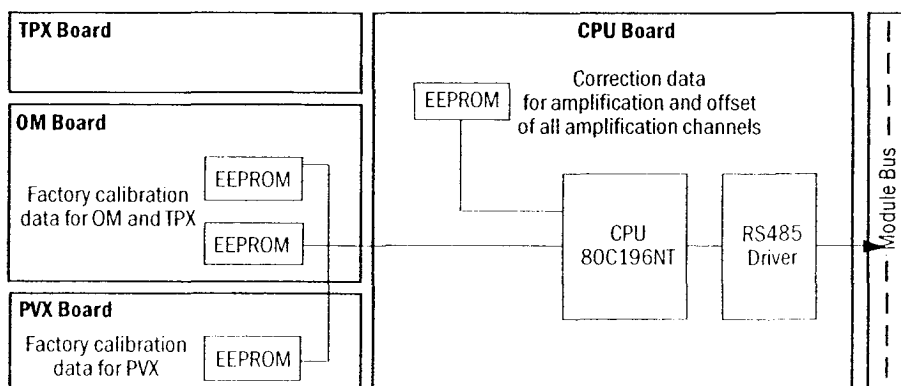 TPX Board
OM Board
Factory calibration
data for OM and TPX
EEPROM
EEPROM
PVX Board
Factory calibration
data for PVX
EEPROM
CPU Board
EEPROM
Correction data
for amplification and offset
of all amplification channels
CPU
80C196NT
RS485
Driver
Module Bus